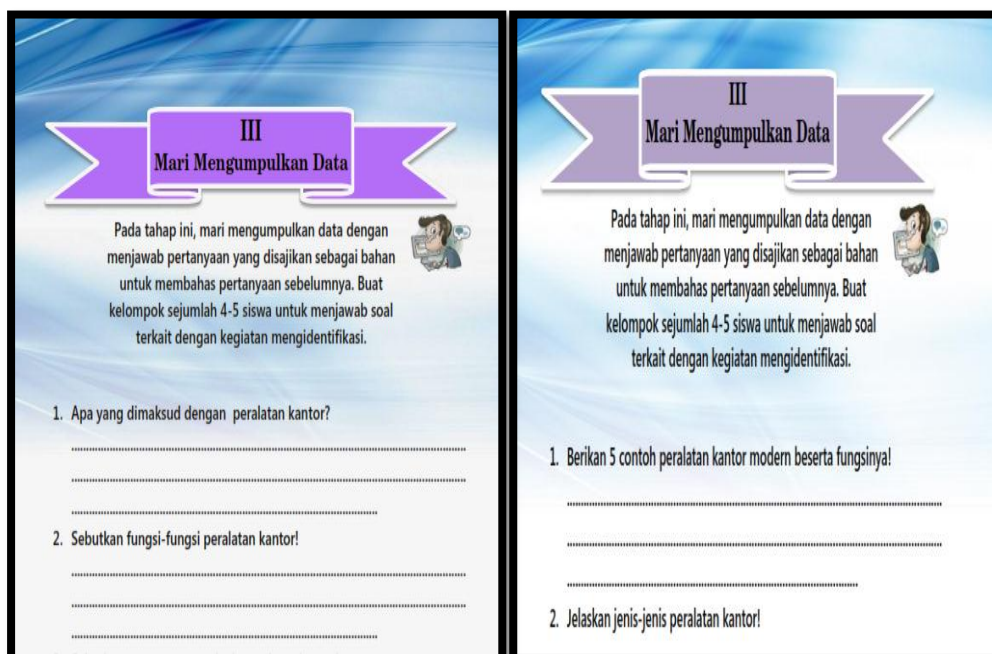 III
Mari Mengumpulkan Data
Pada tahap ini, mari mengumpulkan data dengan
menjawab pertanyaan yang disajikan sebagai bahan
untuk membahas pertanyaan sebelumnya. Buat
kelompok sejumlah 4-5 siswa untuk menjawab soal
terkait dengan kegiatan mengidentifikasi.
1. Apa yang dimaksud dengan peralatan kantor?
2. Sebutkan fungsi-fungsi peralatan kantor!
III
Mari Mengumpulkan Data
Pada tahap ini, mari mengumpulkan data dengan
menjawab pertanyaan yang disajikan sebagai bahan
untuk membahas pertanyaan sebelumnya. Buat
kelompok sejumlah 4-5 siswa untuk menjawab soal
terkait dengan kegiatan mengidentifikasi.
1. Berikan 5 contoh peralatan kantor modern beserta fungsinya!
2. Jelaskan jenis-jenis peralatan kantor!